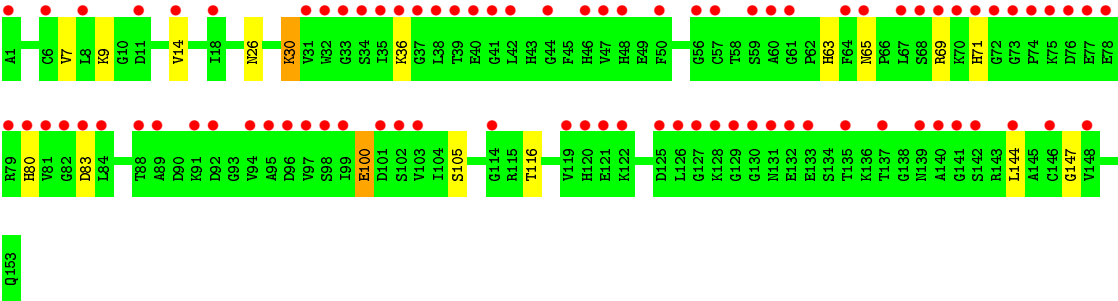 A1 C6 V7 L8 K9 G10 D11 V14 I18 N26 K30 V31 W32 G33 S34 I35 K36 G37 L38 T39 E40 G41 L42 H43 G44 F45 H46 V47 H48 E49 F50 G56 C57 T58 S59 A60 G61 P62 H63 F64 N65 P66 L67 S68 R69 K70 H71 G72 G73 P74 K75 D76 E77 E78
R79 H80 V81 G82 D83 L84 T88 A89 D90 K91 D92 G93 V94 A95 D96 V97 S98 I99 E100 D101 S102 V103 I104 S105 G114 R115 T116 V119 H120 E121 K122 D125 L126 G127 K128 G129 G130 N131 E132 E133 S134 T135 K136 T137 G138 N139 A140 G141 S142 R143 L144 A145 C146 G147 V148
Q153